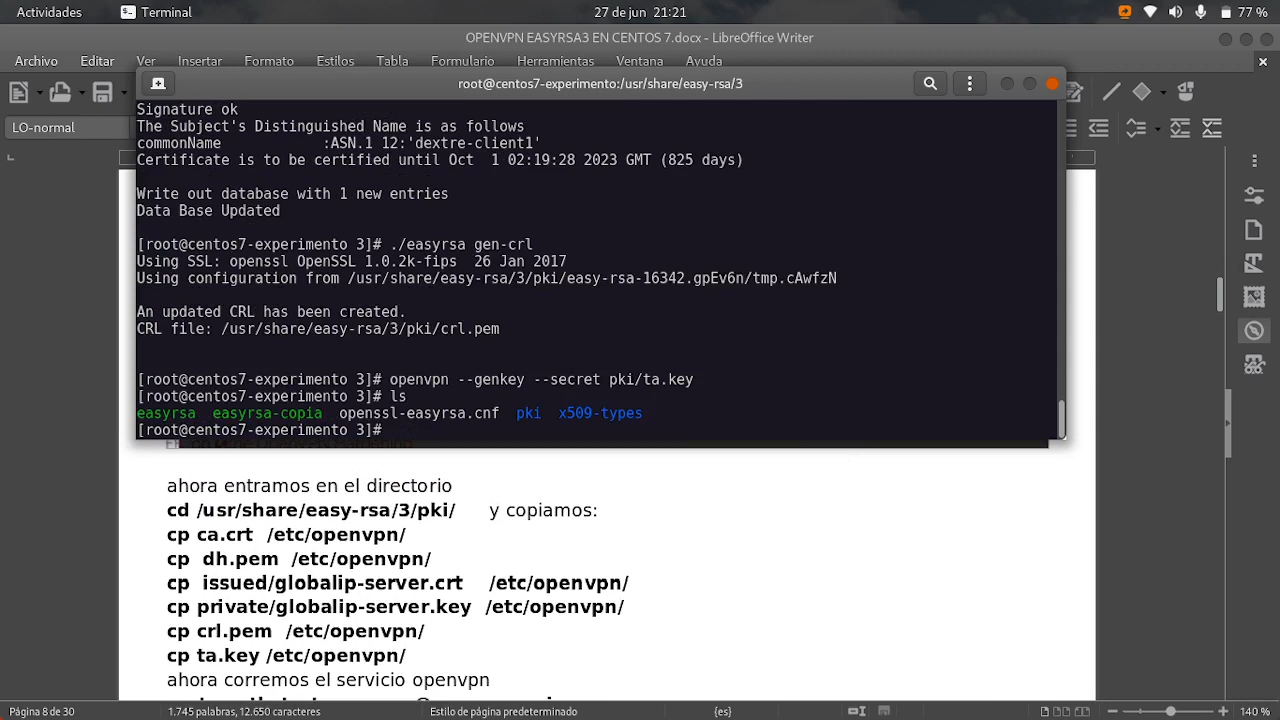 Actividades
Terminal
27 de jun 21:21
77 %
OPENVPN EASYRSA3 EN CENTOS 7.docx - LibreOffice Writer
Archivo Editar Ver Insertar Formato Estilos Tabla Formulario Herramientas Ventana Ayuda
root@centos7-experimento:/usr/share/easy-rsa/3
LO-normal
Signature ok
The Subject's Distinguished Name is as follows
commonName            :ASN.1 12:'dextre-client1'
Certificate is to be certified until Oct  1 02:19:28 2023 GMT (825 days)
Write out database with 1 new entries
Data Base Updated
[root@centos7-experimento 3]# ./easyrsa gen-crl
Using SSL: openssl OpenSSL 1.0.2k-fips  26 Jan 2017
Using configuration from /usr/share/easy-rsa/3/pki/easy-rsa-16342.gpEv6n/tmp.cAwfzN
An updated CRL has been created.
CRL file: /usr/share/easy-rsa/3/pki/crl.pem
[root@centos7-experimento 3]# openvpn --genkey --secret pki/ta.key
[root@centos7-experimento 3]# ls
easyrsa  easyrsa-copia  openssl-easyrsa.cnf  pki  x509-types
[root@centos7-experimento 3]#
ahora entramos en el directorio
cd /usr/share/easy-rsa/3/pki/ y copiamos:
cp ca.crt /etc/openvpn/
cp dh.pem /etc/openvpn/
cp issued/globalip-server.crt /etc/openvpn/
cp private/globalip-server.key /etc/openvpn/
cp crl.pem /etc/openvpn/
cp ta.key /etc/openvpn/
ahora corremos el servicio openvpn
Página 8 de 30
1.745 palabras, 12.650 caracteres
Estilo de página predeterminado
{es}
140 %